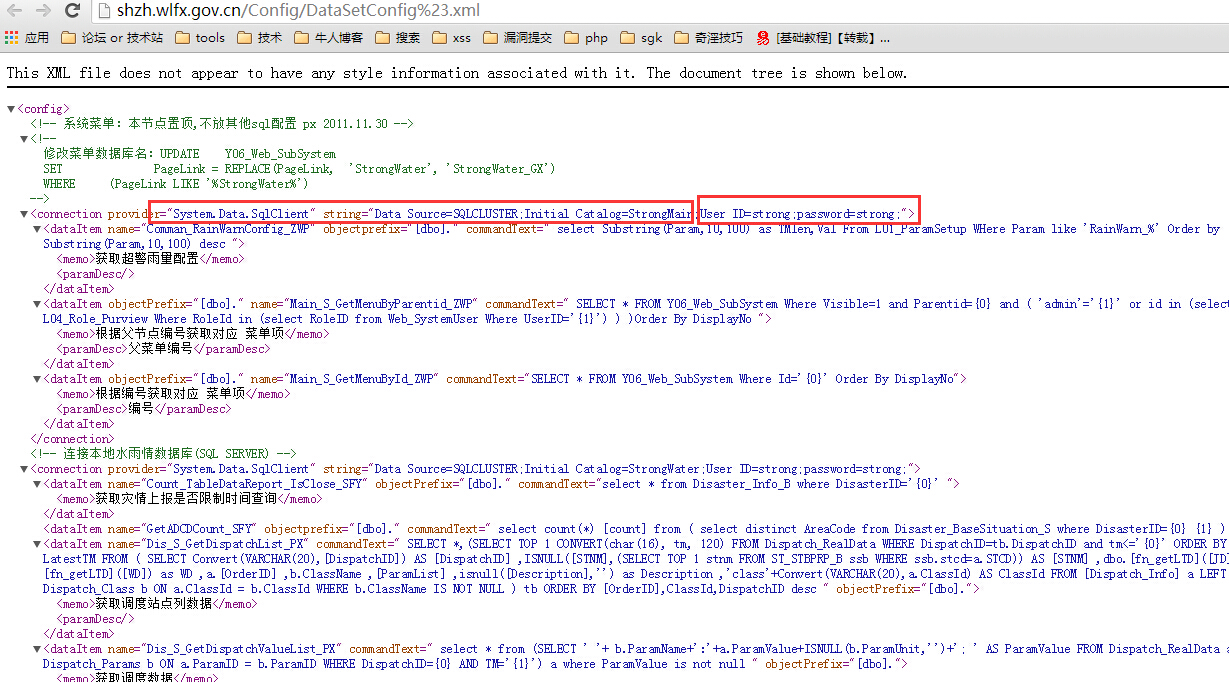 shzh.wlfx.gov.cn/Config/DataSetConfig%23.xml
应用 论坛 or 技术站 tools 技术 牛人博客 搜索 xss 漏洞提交 php sgk 奇淫技巧 [基础教程]【转载】...
This XML file does not appear to have any style information associated with it. The document tree is shown below.
▼<config>
<!-- 系统菜单: 本节点置顶,不放其他sql配置 px 2011.11.30 -->
▼<!--
修改菜单数据库名: UPDATE Y06_Web_SubSystem
SET PageLink = REPLACE(PageLink, 'StrongWater', 'StrongWater_GX')
WHERE (PageLink LIKE '%StrongWater%')
-->
▼<connection provider="System.Data.SqlClient" string="Data Source=SQLCLUSTER;Initial Catalog=StrongMain;User ID=strong;password=strong;">
▼<dataItem name="Comman_RainWarnConfig_ZWP" objectprefix="[dbo]." commandText=" select Substring(Param,10,100) as TMlen,Val From L01_ParamSetup WHere Param like 'RainWarn_%' Order by
Substring(Param,10,100) desc ">
<memo>获取超警雨量配置</memo>
<paramDesc/>
</dataItem>
▼<dataItem objectPrefix="[dbo]." name="Main_S_GetMenuByParentid_ZWP" commandText=" SELECT * FROM Y06_Web_SubSystem Where Visible=1 and Parentid={0} and ( 'admin'='{1}' or id in (selec
L04_Role_Purview Where RoleId in (select RoleID from Web_SystemUser Where UserID='{1}') ) )Order By DisplayNo ">
<memo>根据父节点编号获取对应 菜单项</memo>
<paramDesc>父菜单编号</paramDesc>
</dataItem>
▼<dataItem objectPrefix="[dbo]." name="Main_S_GetMenuById_ZWP" commandText="SELECT * FROM Y06_Web_SubSystem Where Id='{0}' Order By DisplayNo">
<memo>根据编号获取对应 菜单项</memo>
<paramDesc>编号</paramDesc>
</dataItem>
</connection>
<!-- 连接本地水雨情数据库(SQL SERVER) -->
▼<connection provider="System.Data.SqlClient" string="Data Source=SQLCLUSTER;Initial Catalog=StrongWater;User ID=strong;password=strong;">
▼<dataItem name="Count_TableDataReport_IsClose_SFY" objectPrefix="[dbo]." commandText="select * from Disaster_Info_B where DisasterID='{0}' ">
<memo>获取灾情上报是否限制时间查询</memo>
</dataItem>
<dataItem name="GetADCDCount_SFY" objectprefix="[dbo]." commandText=" select count(*) [count] from ( select distinct AreaCode from Disaster_BaseSituation_S where DisasterID={0} {1} )
▼<dataItem name="Dis_S_GetDispatchList_PX" commandText=" SELECT *,(SELECT TOP 1 CONVERT(char(16), tm, 120) FROM Dispatch_RealData WHERE DispatchID=tb.DispatchID and tm<='{0}' ORDER BY
LatestTM FROM ( SELECT Convert(VARCHAR(20),[DispatchID]) AS [DispatchID] ,ISNULL([STNM],(SELECT TOP 1 stnm FROM ST_STBPRP_B ssb WHERE ssb.stcd=a.STCD)) AS [STNM] ,dbo.[fn_getLTD]([JD]
[fn_getLTD]([WD]) as WD ,a.[OrderID] ,b.ClassName ,[ParamList] ,isnull([Description],'') as Description ,'class'+Convert(VARCHAR(20),a.ClassId) AS ClassId FROM [Dispatch_Info] a LEFT
Dispatch_Class b ON a.ClassId = b.ClassId WHERE b.ClassName IS NOT NULL ) tb ORDER BY [OrderID],ClassId,DispatchID desc " objectPrefix="[dbo].">
<memo>获取调度站点列数据</memo>
<paramDesc/>
</dataItem>
▼<dataItem name="Dis_S_GetDispatchValueList_PX" commandText=" select * from (SELECT ' '+ b.ParamName+':'+a.ParamValue+ISNULL(b.ParamUnit,'')+'; ' AS ParamValue FROM Dispatch_RealData a
Dispatch_Params b ON a.ParamID = b.ParamID WHERE DispatchID={0} AND TM='{1}') a where ParamValue is not null " objectPrefix="[dbo].">
<memo>获取调度数据</memo>